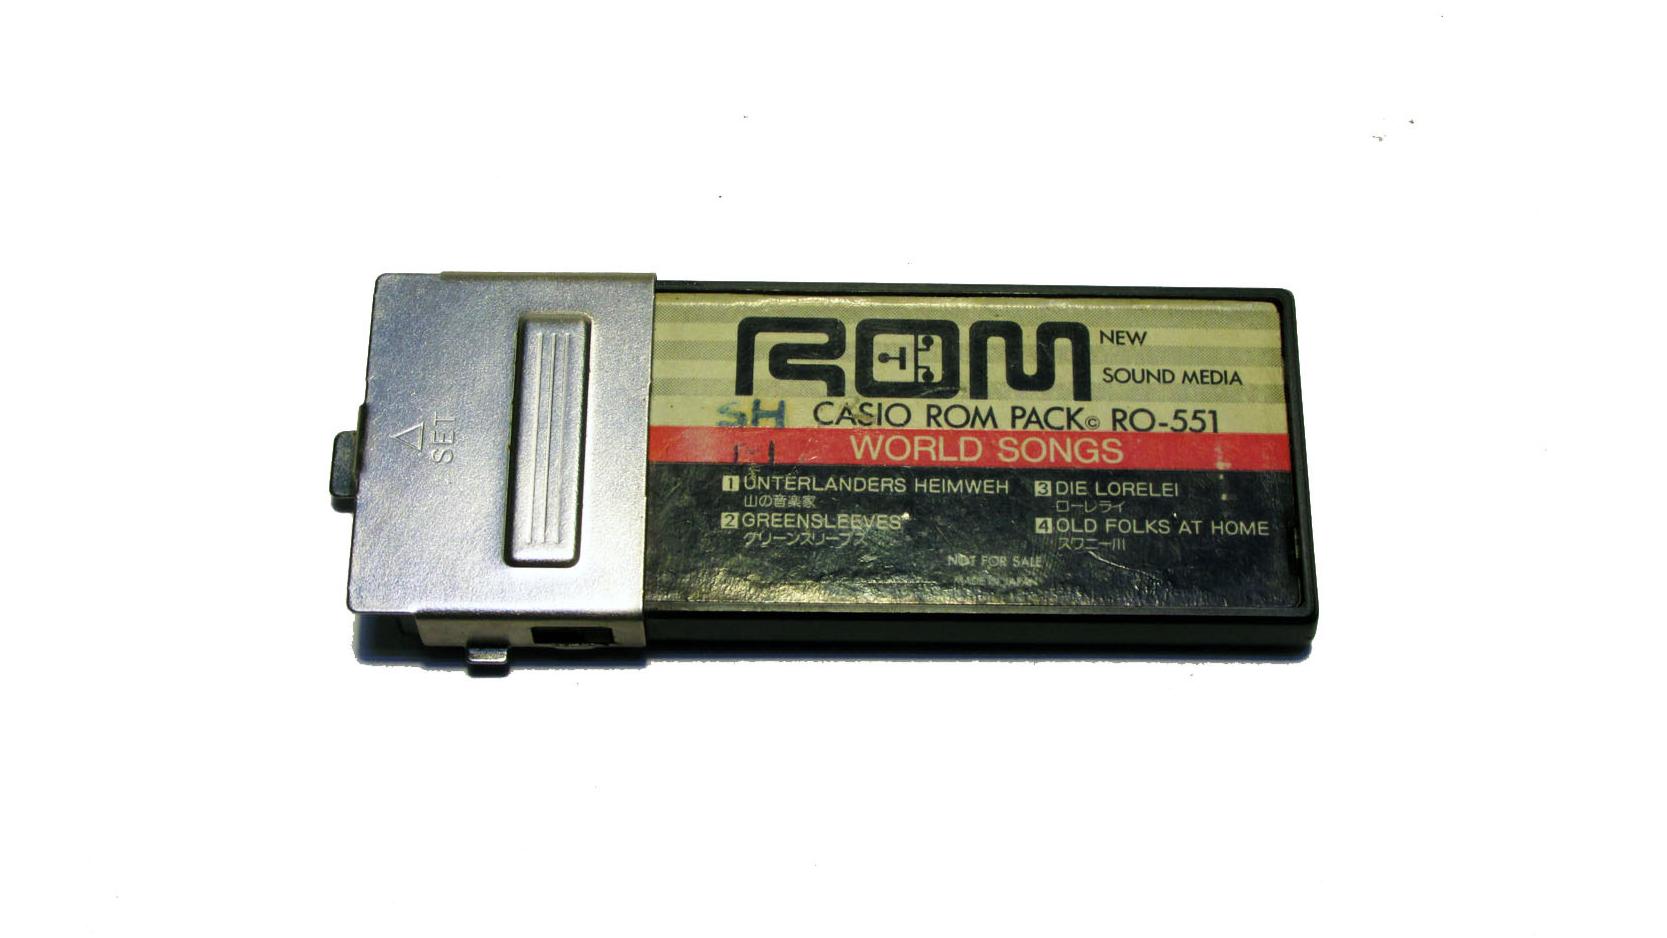 SET
ROM NEW
SOUND MEDIA
SH
CASIO ROM PACK© RO-551
WORLD SONGS
1 UNTERLANDERS HEIMWEH
山の音楽家
2 GREENSLEEVES
グリーンスリーブス
3 DIE LORELEI
ローレライ
4 OLD FOLKS AT HOME
スワニー川
NOT FOR SALE
MADE IN JAPAN